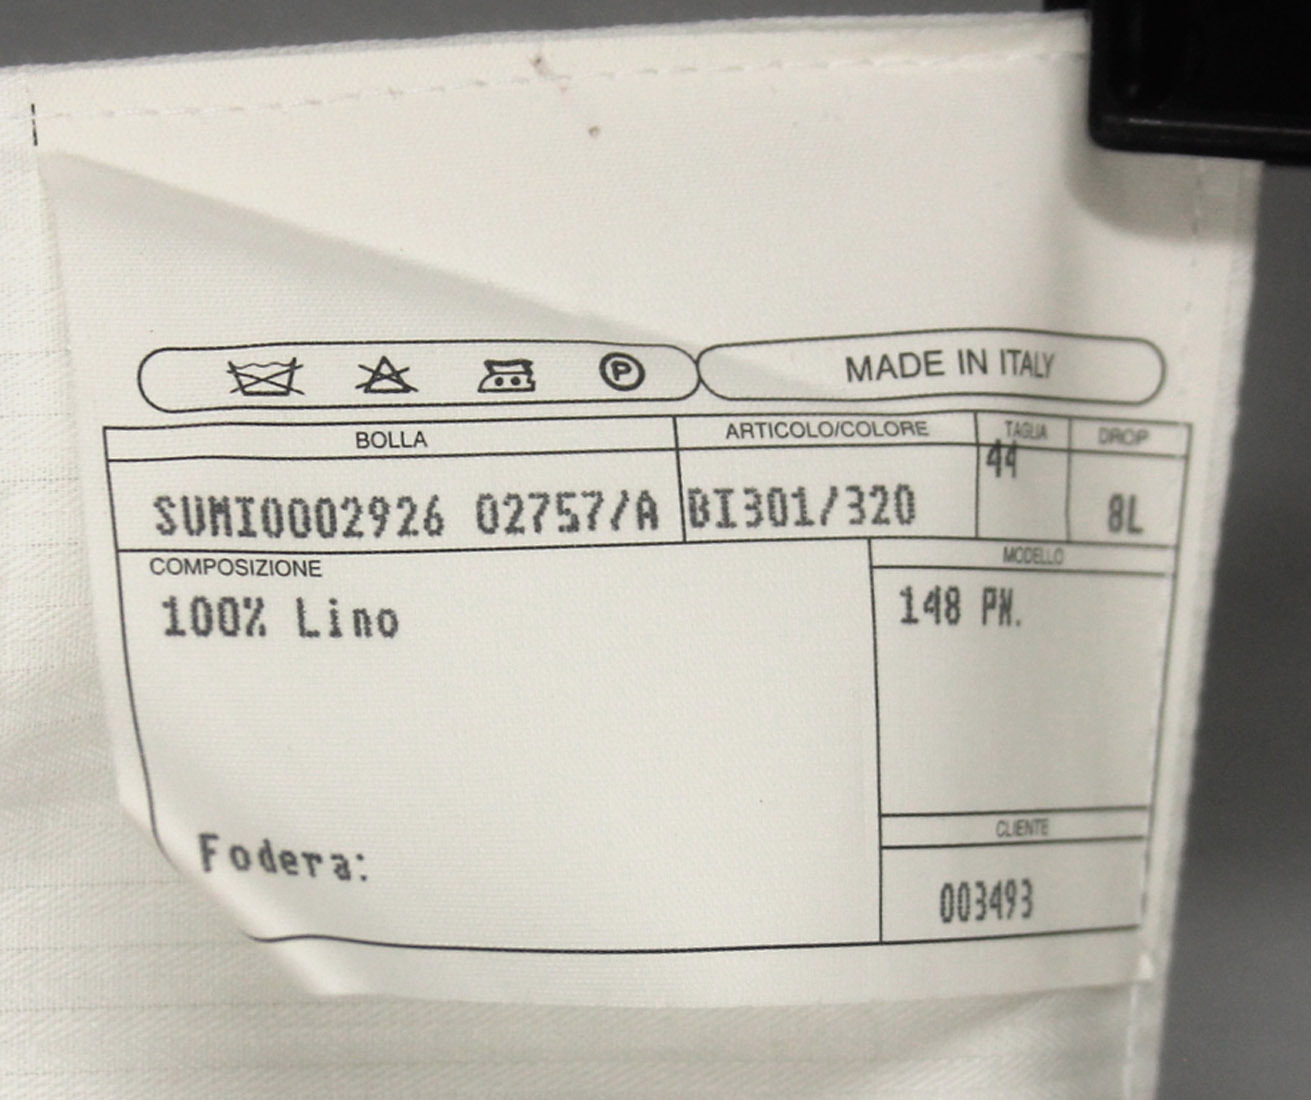 MADE IN ITALY
BOLLA ARTICOLO/COLORE TAGLIA DROP
SUMI0002926 02757/A BI301/320 44 8L
COMPOSIZIONE MODELLO
100% Lino 148 PN.
CLIENTE
Fodera: 003493